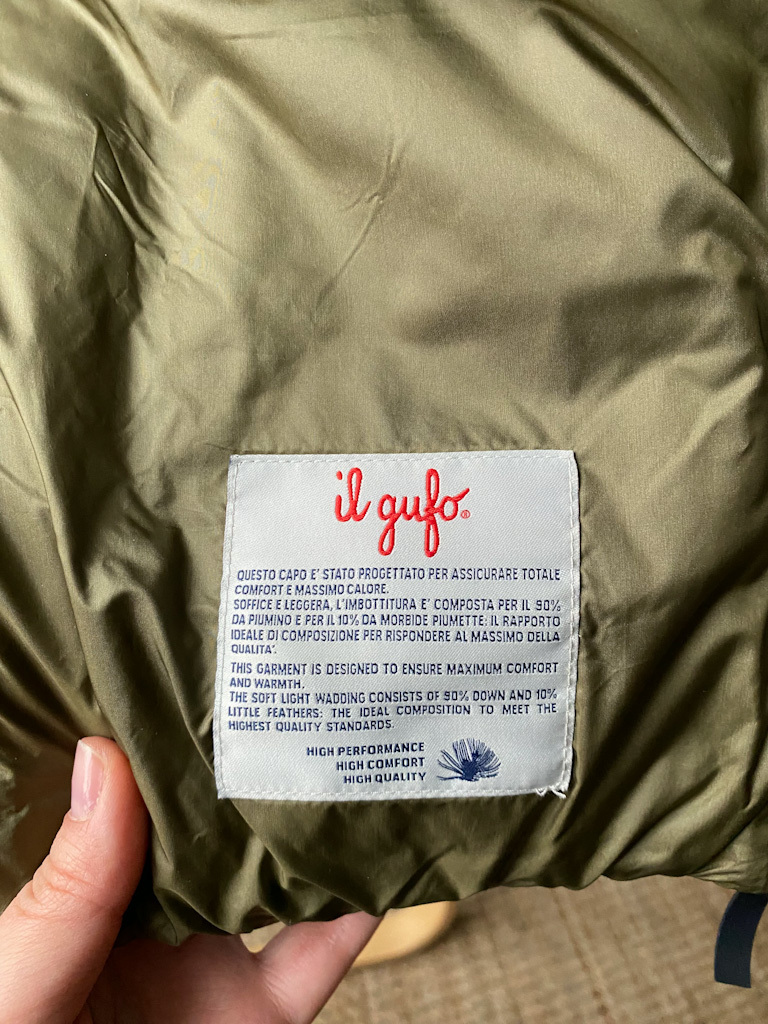 il gufo®
QUESTO CAPO E' STATO PROGETTATO PER ASSICURARE TOTALE
COMFORT E MASSIMO CALORE.
SOFFICE E LEGGERA, L'IMBOTTITURA E' COMPOSTA PER IL 90%
DA PIUMINO E PER IL 10% DA MORBIDE PIUMETTE: IL RAPPORTO
IDEALE DI COMPOSIZIONE PER RISPONDERE AL MASSIMO DELLA
QUALITA'.
THIS GARMENT IS DESIGNED TO ENSURE MAXIMUM COMFORT
AND WARMTH.
THE SOFT LIGHT WADDING CONSISTS OF 90% DOWN AND 10%
LITTLE FEATHERS: THE IDEAL COMPOSITION TO MEET THE
HIGHEST QUALITY STANDARDS.
HIGH PERFORMANCE
HIGH COMFORT
HIGH QUALITY